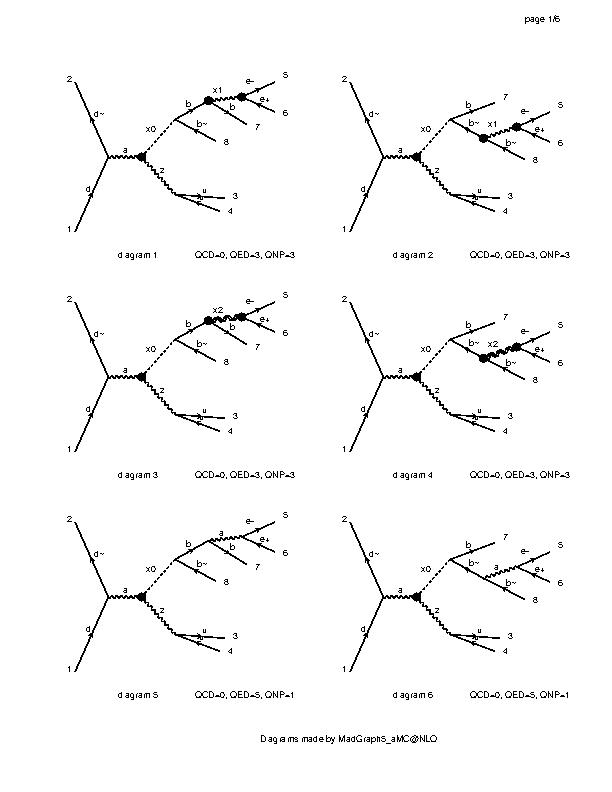 page 1/6
2 d~ d 1 a x0 z b x1 e- 5 e+ 6 b 7 b~ 8 u 3 4
diagram 1 QCD=0, QED=3, QNP=3
2 d~ d 1 a x0 z b 7 b~ x1 e- 5 e+ 6 b~ 8 u 3 4
diagram 2 QCD=0, QED=3, QNP=3
2 d~ d 1 a x0 z b x2 e- 5 e+ 6 b 7 b~ 8 u 3 4
diagram 3 QCD=0, QED=3, QNP=3
2 d~ d 1 a x0 z b 7 b~ x2 e- 5 e+ 6 b~ 8 u 3 4
diagram 4 QCD=0, QED=3, QNP=3
2 d~ d 1 a x0 z b a e- 5 e+ 6 b 7 b~ 8 u 3 4
diagram 5 QCD=0, QED=5, QNP=1
2 d~ d 1 a x0 z b 7 b~ a e- 5 e+ 6 b~ 8 u 3 4
diagram 6 QCD=0, QED=5, QNP=1
Diagrams made by MadGraph5_aMC@NLO